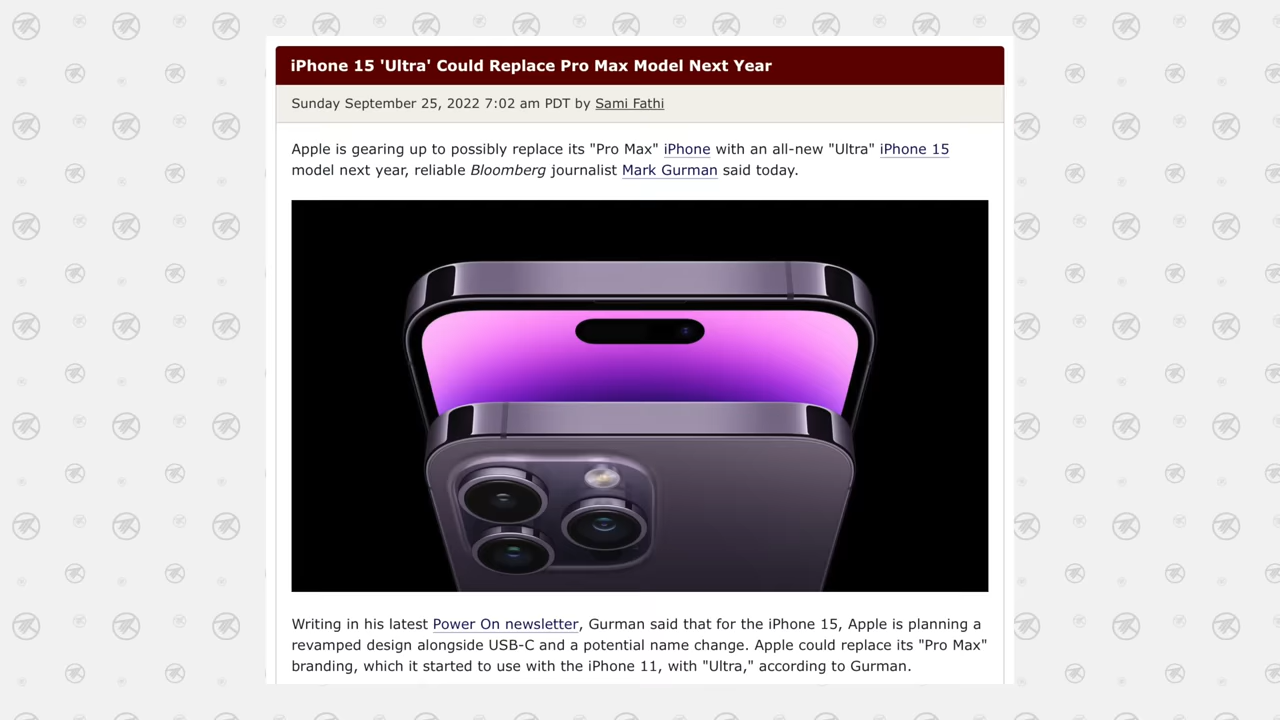 iPhone 15 'Ultra' Could Replace Pro Max Model Next Year
Sunday September 25, 2022 7:02 am PDT by Sami Fathi
Apple is gearing up to possibly replace its "Pro Max" iPhone with an all-new "Ultra" iPhone 15
model next year, reliable Bloomberg journalist Mark Gurman said today.
Writing in his latest Power On newsletter, Gurman said that for the iPhone 15, Apple is planning a
revamped design alongside USB-C and a potential name change. Apple could replace its "Pro Max"
branding, which it started to use with the iPhone 11, with "Ultra," according to Gurman.